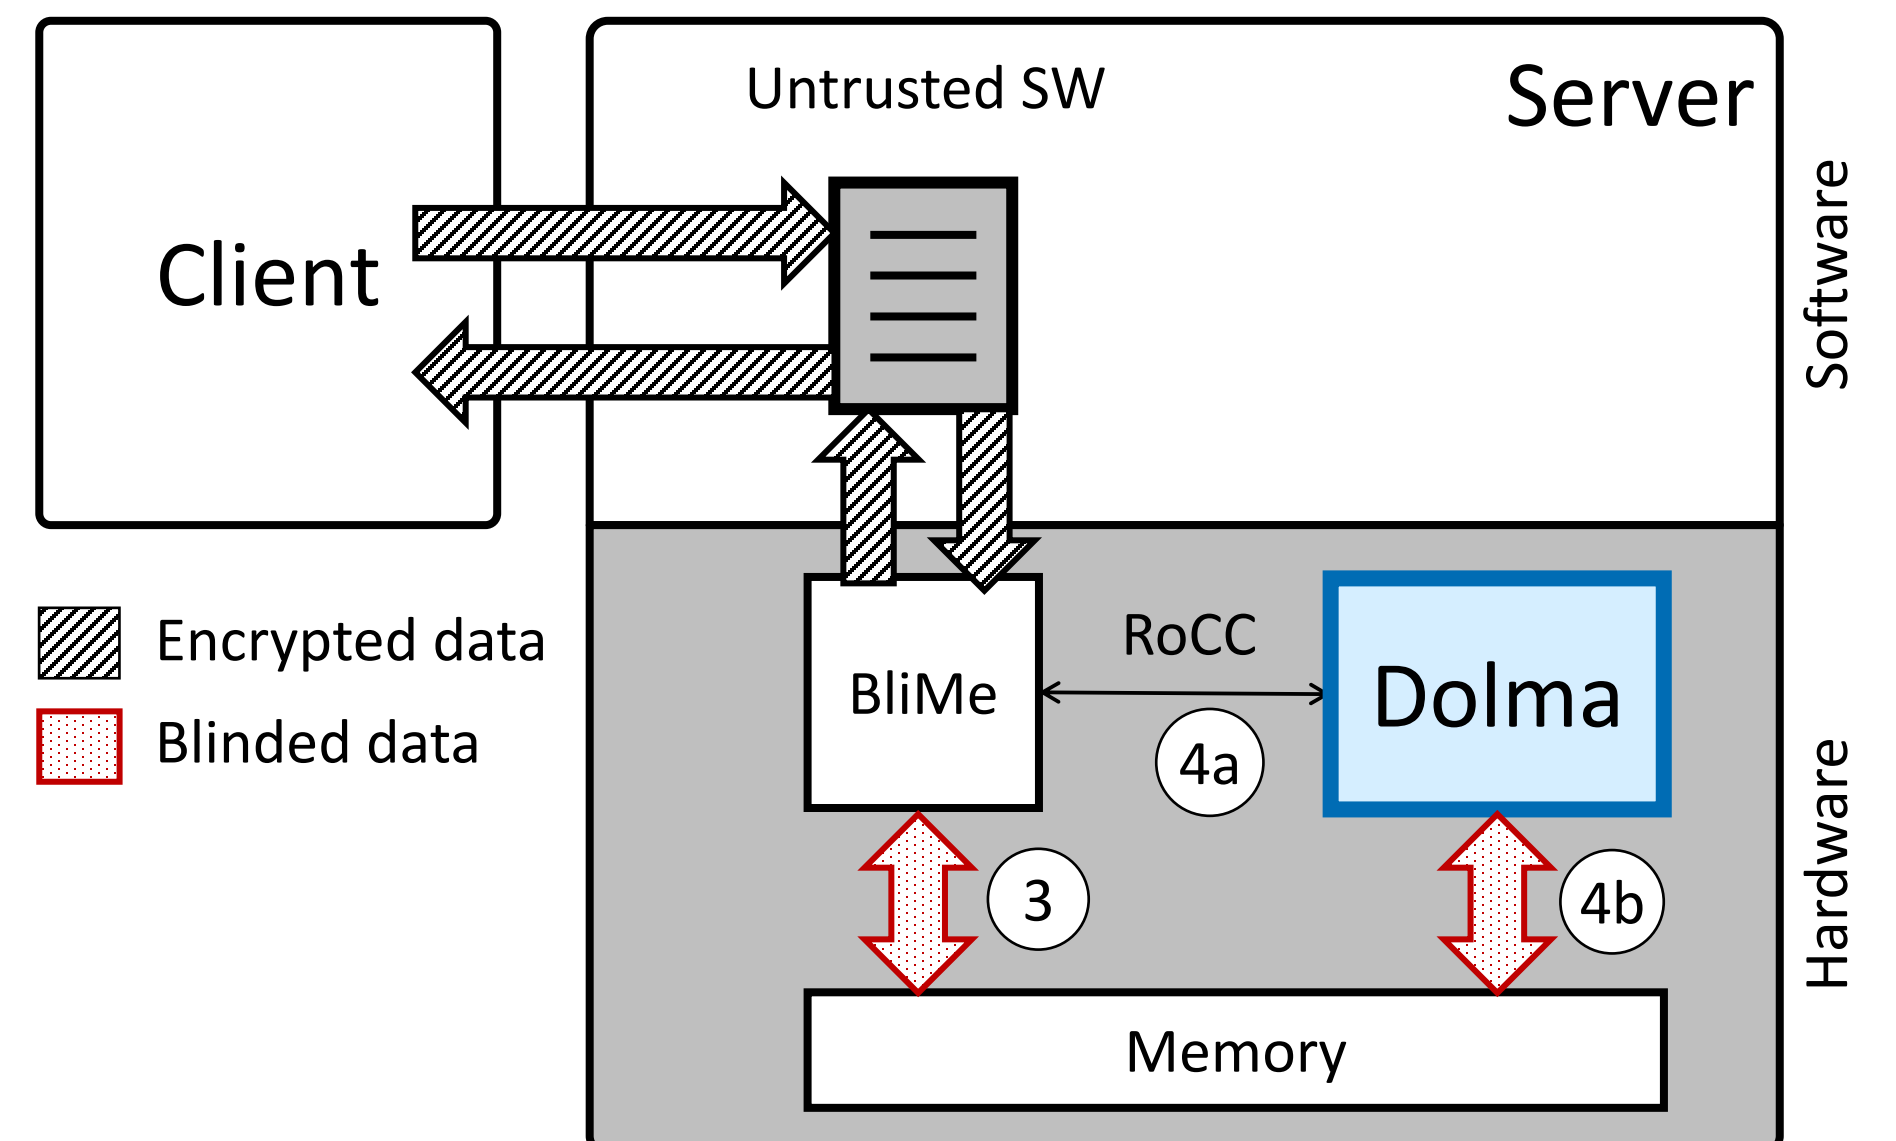 Untrusted SW
Server
Client
Software
Encrypted data
Blinded data
BliMe
RoCC
4a
Dolma
3
4b
Memory
Hardware